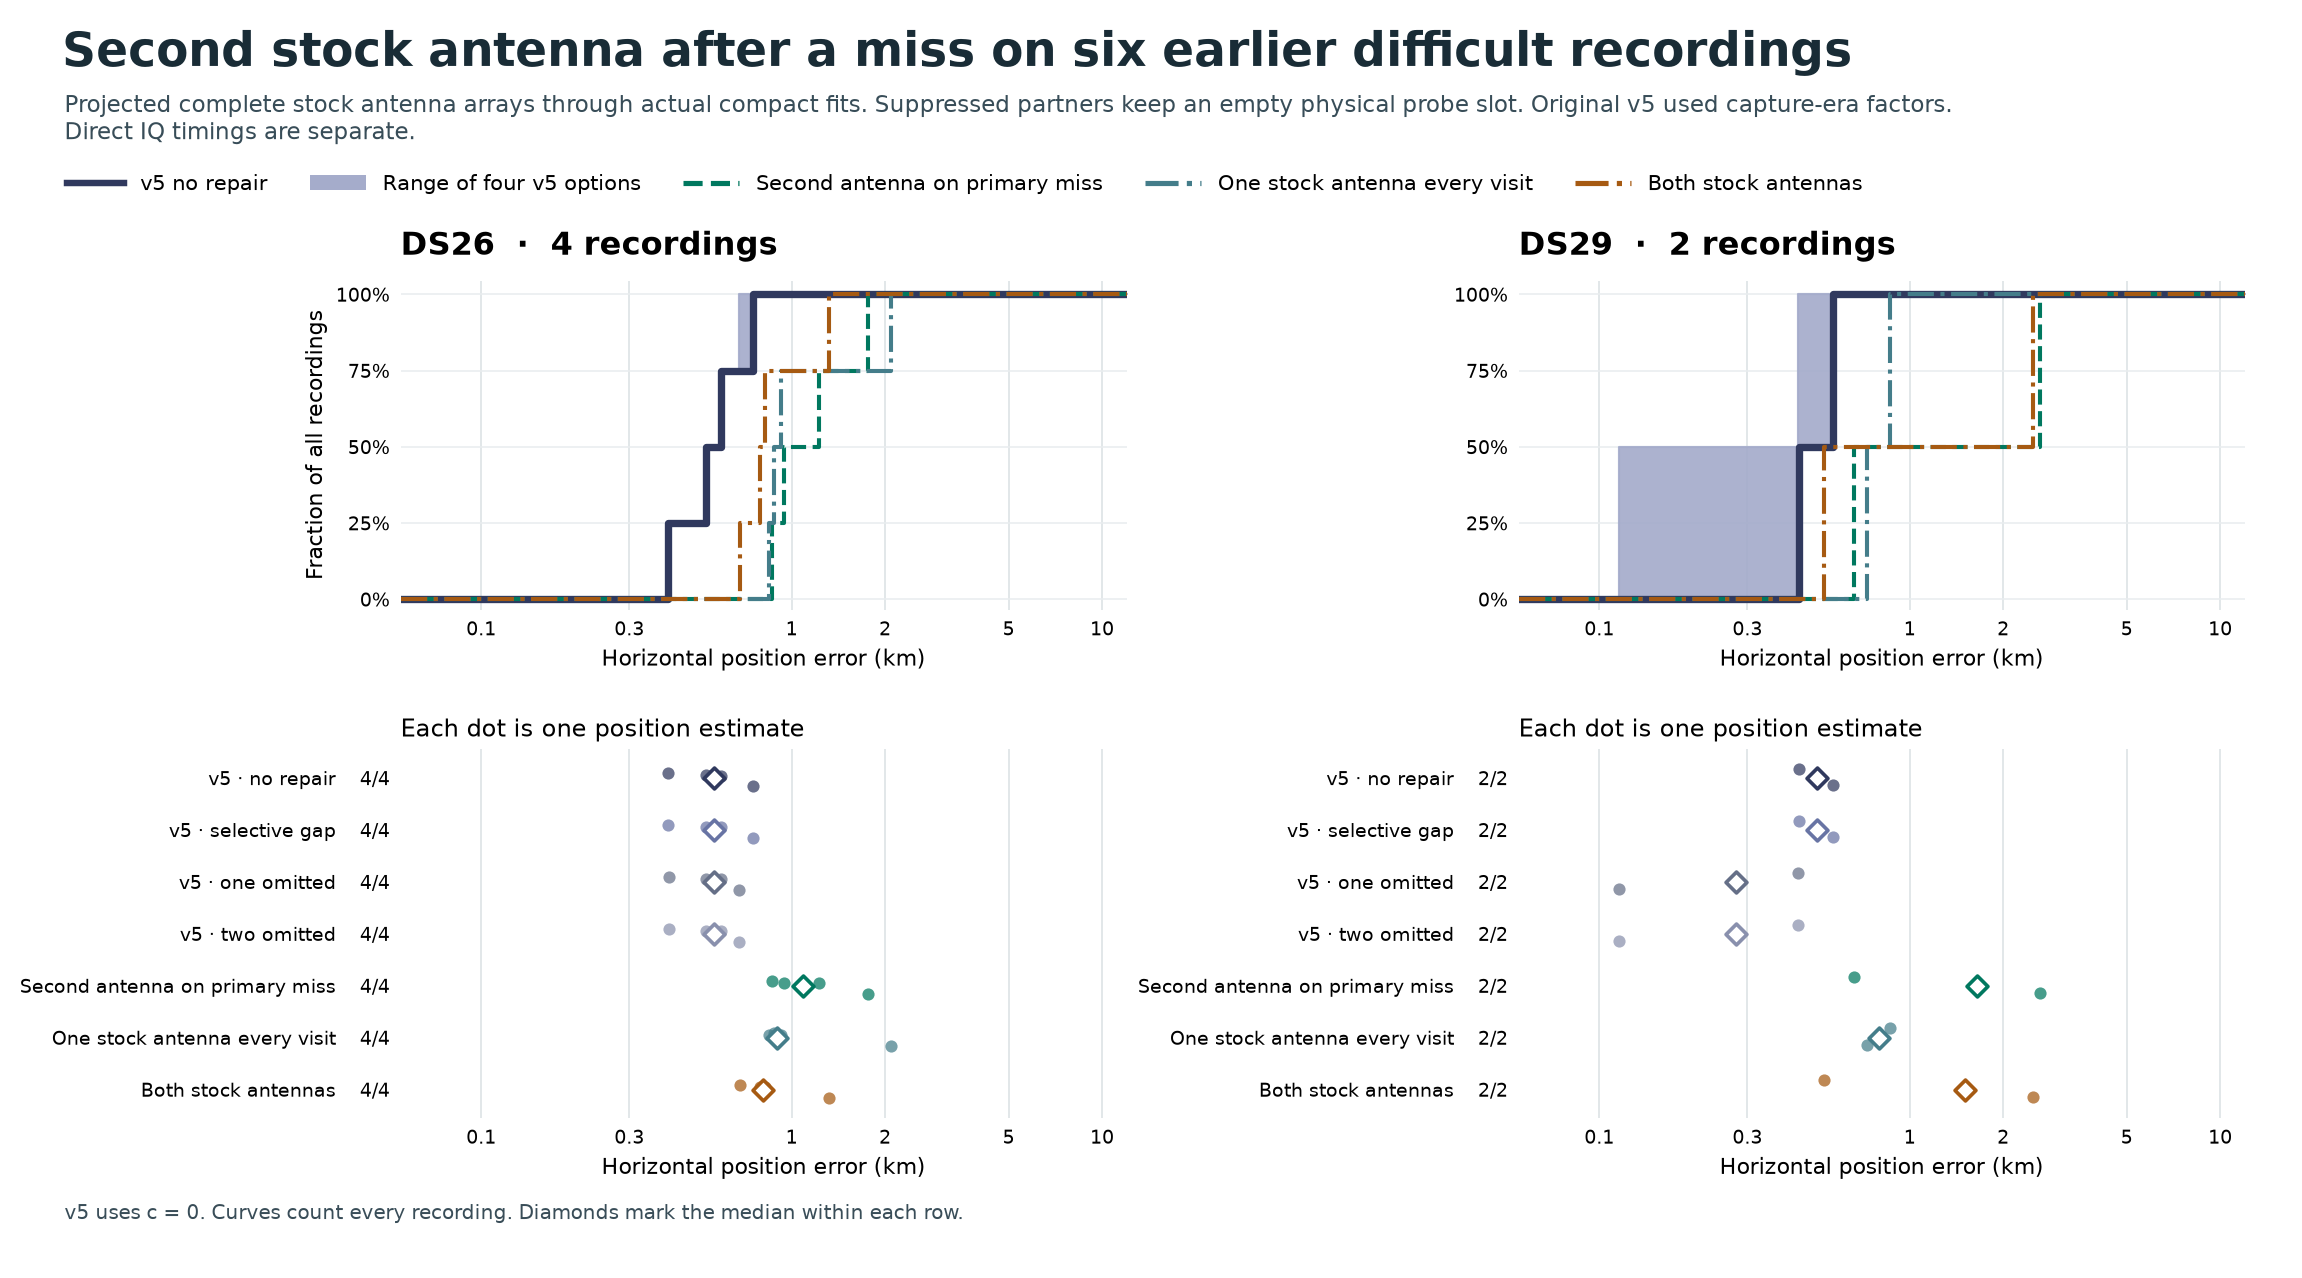 Second stock antenna after a miss on six earlier difficult recordings
Projected complete stock antenna arrays through actual compact fits. Suppressed partners keep an empty physical probe slot. Original v5 used capture-era factors.
Direct IQ timings are separate.
v5 no repair
Range of four v5 options
Second antenna on primary miss
One stock antenna every visit
Both stock antennas
DS26 · 4 recordings
Fraction of all recordings
100%
75%
50%
25%
0%
0.1 0.3 1 2 5 10
Horizontal position error (km)
DS29 · 2 recordings
100%
75%
50%
25%
0%
0.1 0.3 1 2 5 10
Horizontal position error (km)
Each dot is one position estimate
v5 · no repair 4/4
v5 · selective gap 4/4
v5 · one omitted 4/4
v5 · two omitted 4/4
Second antenna on primary miss 4/4
One stock antenna every visit 4/4
Both stock antennas 4/4
0.1 0.3 1 2 5 10
Horizontal position error (km)
Each dot is one position estimate
v5 · no repair 2/2
v5 · selective gap 2/2
v5 · one omitted 2/2
v5 · two omitted 2/2
Second antenna on primary miss 2/2
One stock antenna every visit 2/2
Both stock antennas 2/2
0.1 0.3 1 2 5 10
Horizontal position error (km)
v5 uses c = 0. Curves count every recording. Diamonds mark the median within each row.